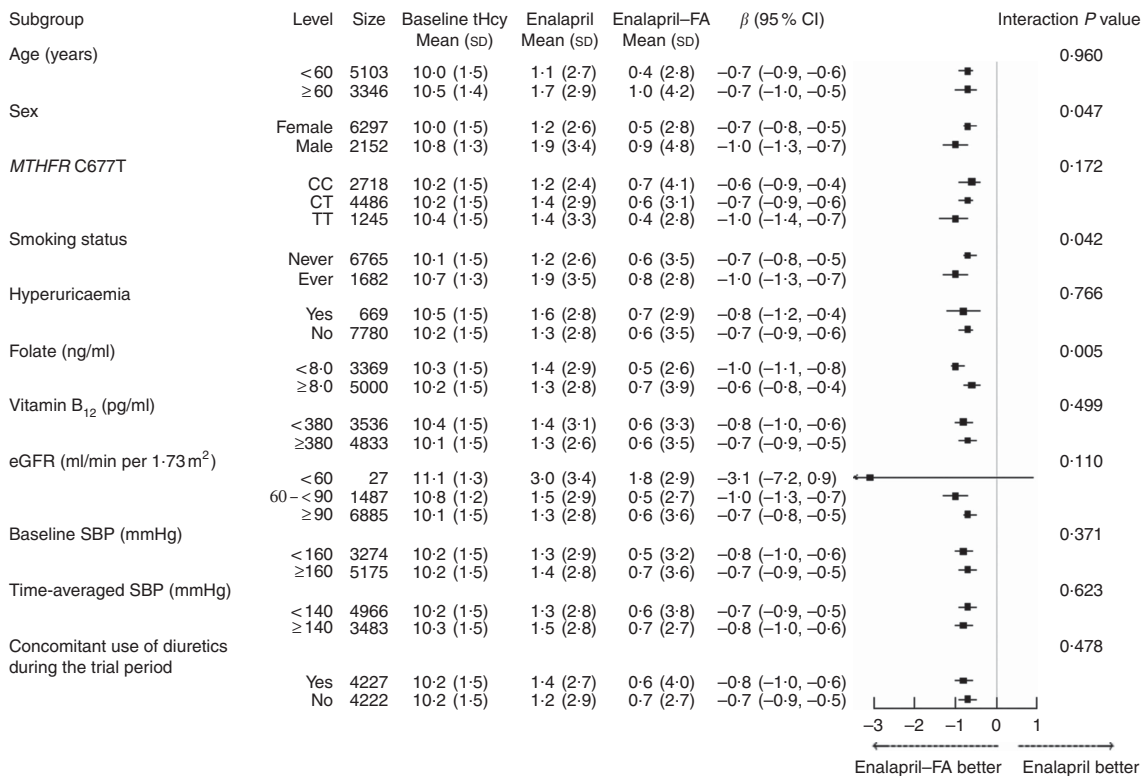 Subgroup Level Size Baseline tHcy Enalapril Enalapril–FA β (95 % CI) Interaction P value
Mean (SD) Mean (SD) Mean (SD)
Age (years) 0·960
<60 5103 10·0 (1·5) 1·1 (2·7) 0·4 (2·8) –0·7 (–0·9, –0·6)
≥60 3346 10·5 (1·4) 1·7 (2·9) 1·0 (4·2) –0·7 (–1·0, –0·5)
Sex 0·047
Female 6297 10·0 (1·5) 1·2 (2·6) 0·5 (2·8) –0·7 (–0·8, –0·5)
Male 2152 10·8 (1·3) 1·9 (3·4) 0·9 (4·8) –1·0 (–1·3, –0·7)
MTHFR C677T 0·172
CC 2718 10·2 (1·5) 1·2 (2·4) 0·7 (4·1) –0·6 (–0·9, –0·4)
CT 4486 10·2 (1·5) 1·4 (2·9) 0·6 (3·1) –0·7 (–0·9, –0·6)
TT 1245 10·4 (1·5) 1·4 (3·3) 0·4 (2·8) –1·0 (–1·4, –0·7)
Smoking status 0·042
Never 6765 10·1 (1·5) 1·2 (2·6) 0·6 (3·5) –0·7 (–0·8, –0·5)
Ever 1682 10·7 (1·3) 1·9 (3·5) 0·8 (2·8) –1·0 (–1·3, –0·7)
Hyperuricaemia 0·766
Yes 669 10·5 (1·5) 1·6 (2·8) 0·7 (2·9) –0·8 (–1·2, –0·4)
No 7780 10·2 (1·5) 1·3 (2·8) 0·6 (3·5) –0·7 (–0·9, –0·6)
Folate (ng/ml) 0·005
<8·0 3369 10·3 (1·5) 1·4 (2·9) 0·5 (2·6) –1·0 (–1·1, –0·8)
≥8·0 5000 10·2 (1·5) 1·3 (2·8) 0·7 (3·9) –0·6 (–0·8, –0·4)
Vitamin B12 (pg/ml) 0·499
<380 3536 10·4 (1·5) 1·4 (3·1) 0·6 (3·3) –0·8 (–1·0, –0·6)
≥380 4833 10·1 (1·5) 1·3 (2·6) 0·6 (3·5) –0·7 (–0·9, –0·5)
eGFR (ml/min per 1·73 m2) 0·110
<60 27 11·1 (1·3) 3·0 (3·4) 1·8 (2·9) –3·1 (–7·2, 0·9)
60–<90 1487 10·8 (1·2) 1·5 (2·9) 0·5 (2·7) –1·0 (–1·3, –0·7)
≥90 6885 10·1 (1·5) 1·3 (2·8) 0·6 (3·6) –0·7 (–0·8, –0·5)
Baseline SBP (mmHg) 0·371
<160 3274 10·2 (1·5) 1·3 (2·9) 0·5 (3·2) –0·8 (–1·0, –0·6)
≥160 5175 10·2 (1·5) 1·4 (2·8) 0·7 (3·6) –0·7 (–0·9, –0·5)
Time-averaged SBP (mmHg) 0·623
<140 4966 10·2 (1·5) 1·3 (2·8) 0·6 (3·8) –0·7 (–0·9, –0·5)
≥140 3483 10·3 (1·5) 1·5 (2·8) 0·7 (2·7) –0·8 (–1·0, –0·6)
Concomitant use of diuretics 0·478
during the trial period
Yes 4227 10·2 (1·5) 1·4 (2·7) 0·6 (4·0) –0·8 (–1·0, –0·6)
No 4222 10·2 (1·5) 1·2 (2·9) 0·7 (2·7) –0·7 (–0·9, –0·5)
–3 –2 –1 0 1
Enalapril–FA better Enalapril better